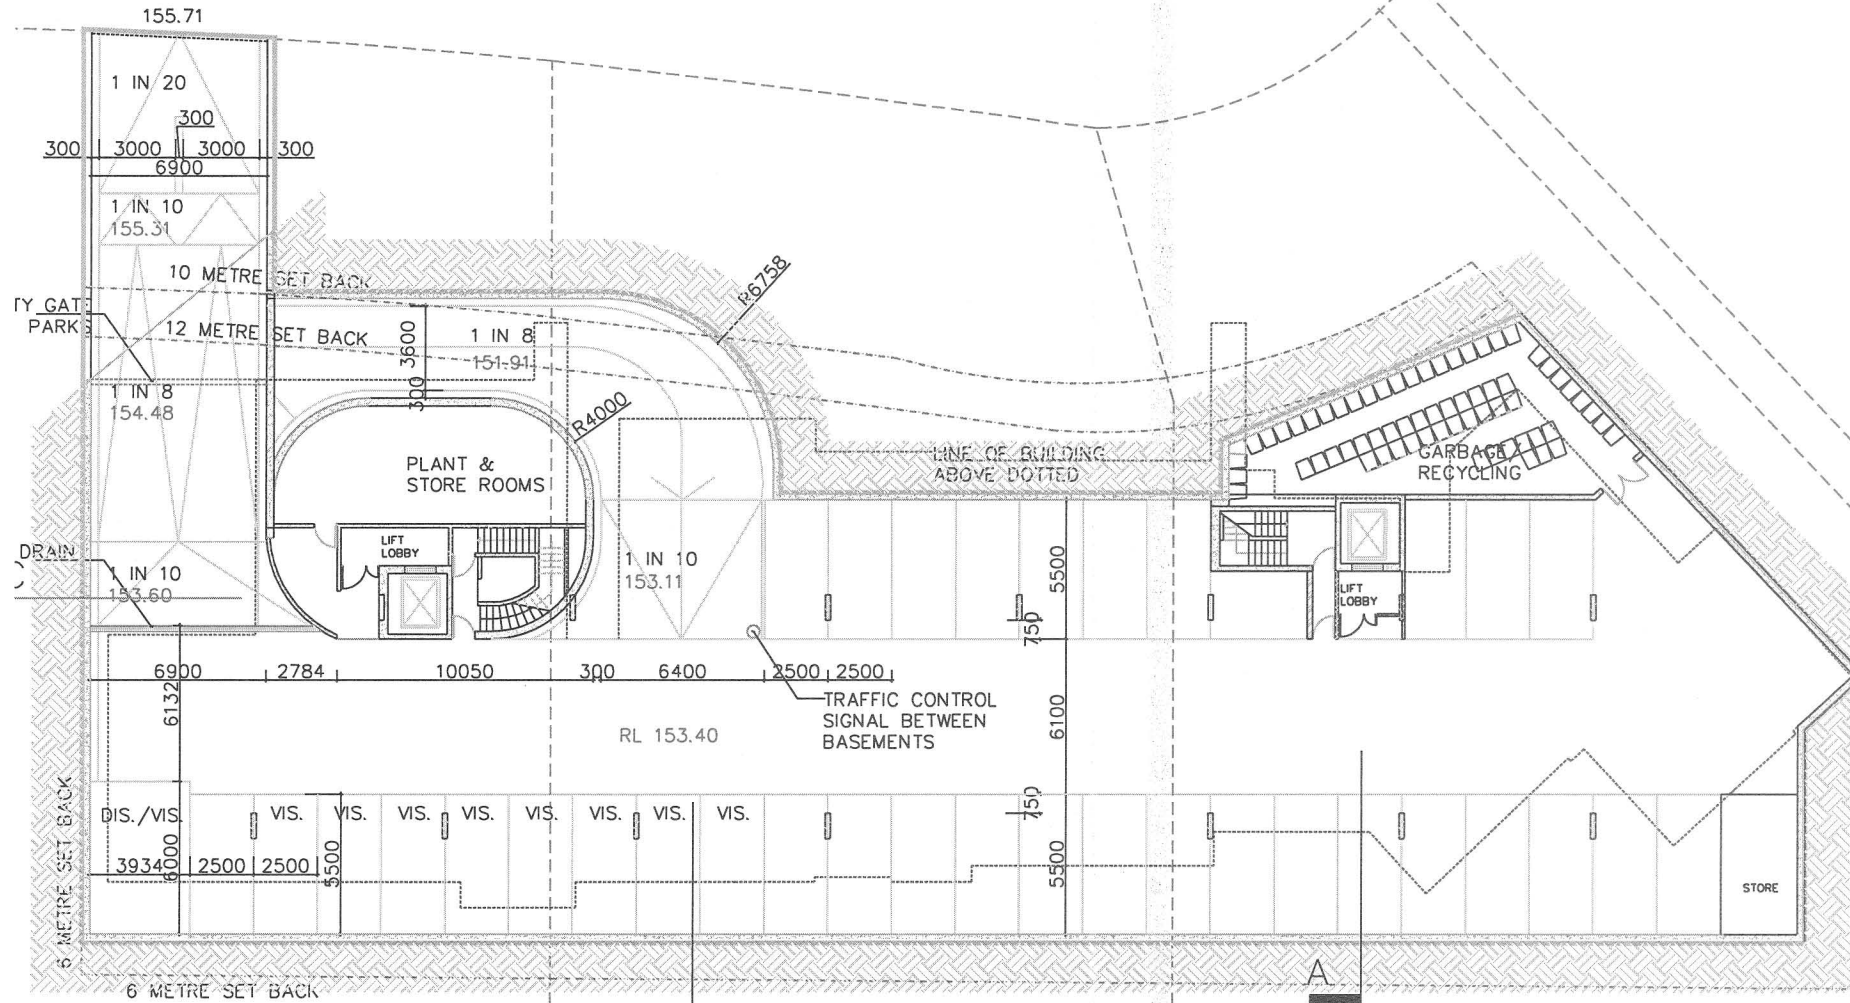 155.71
1 IN 20
300
300 3000 3000 300
6900
1 IN 10
155.31
10 METRE SET BACK
R6758
TY GATE
PARKS
12 METRE SET BACK
3600
1 IN 8
151.91
1 IN 8
154.48
300
R4000
PLANT &
STORE ROOMS
LINE OF BUILDING
ABOVE DOTTED
GARBAGE/
RECYCLING
DRAIN
LIFT
LOBBY
1 IN 10
153.60
1 IN 10
153.11
5500
LIFT
LOBBY
750
6900 2784 10050 300 6400 2500 2500
6132
TRAFFIC CONTROL
SIGNAL BETWEEN
BASEMENTS
6100
RL 153.40
DIS./VIS. VIS. VIS. VIS. VIS. VIS. VIS. VIS. VIS.
750
3934 2500 2500
6000
5500
5500
STORE
6 METRE SET BACK
A
6 METRE SET BACK